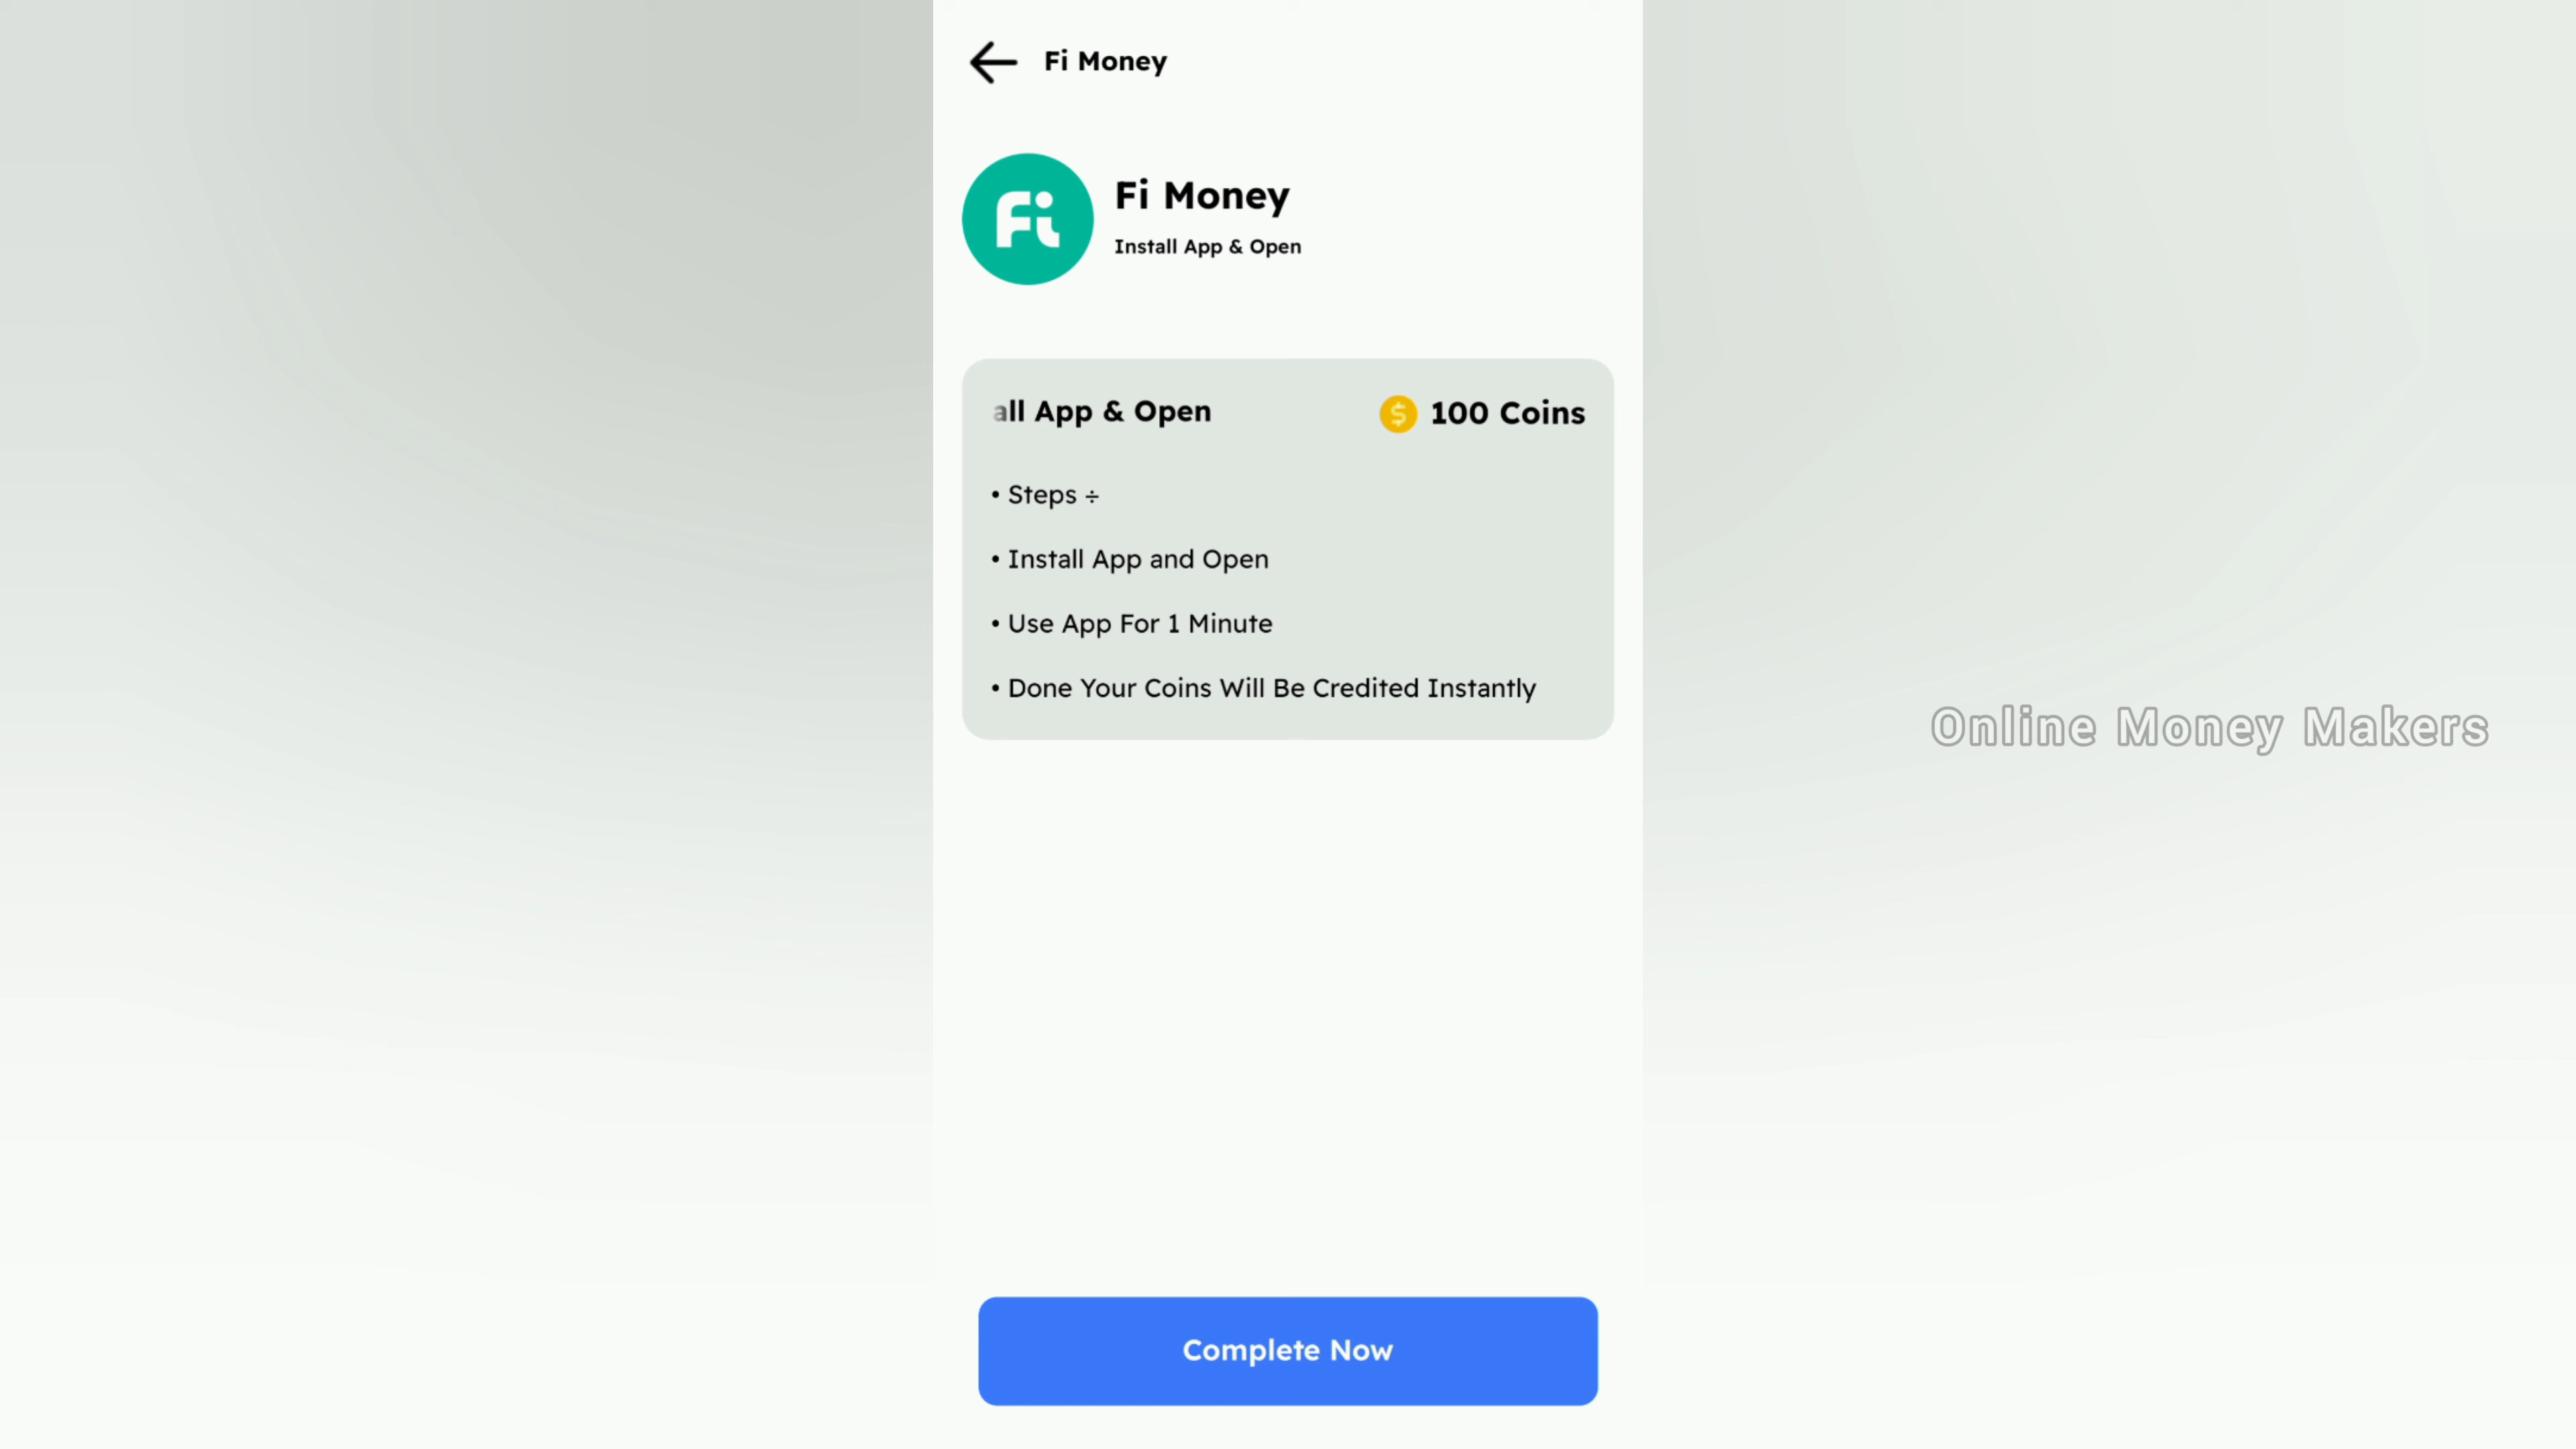 Fi Money
Fi
Fi Money
Install App & Open
all App & Open
$ 100 Coins
• Steps ÷
• Install App and Open
• Use App For 1 Minute
• Done Your Coins Will Be Credited Instantly
Online Money Makers
Complete Now